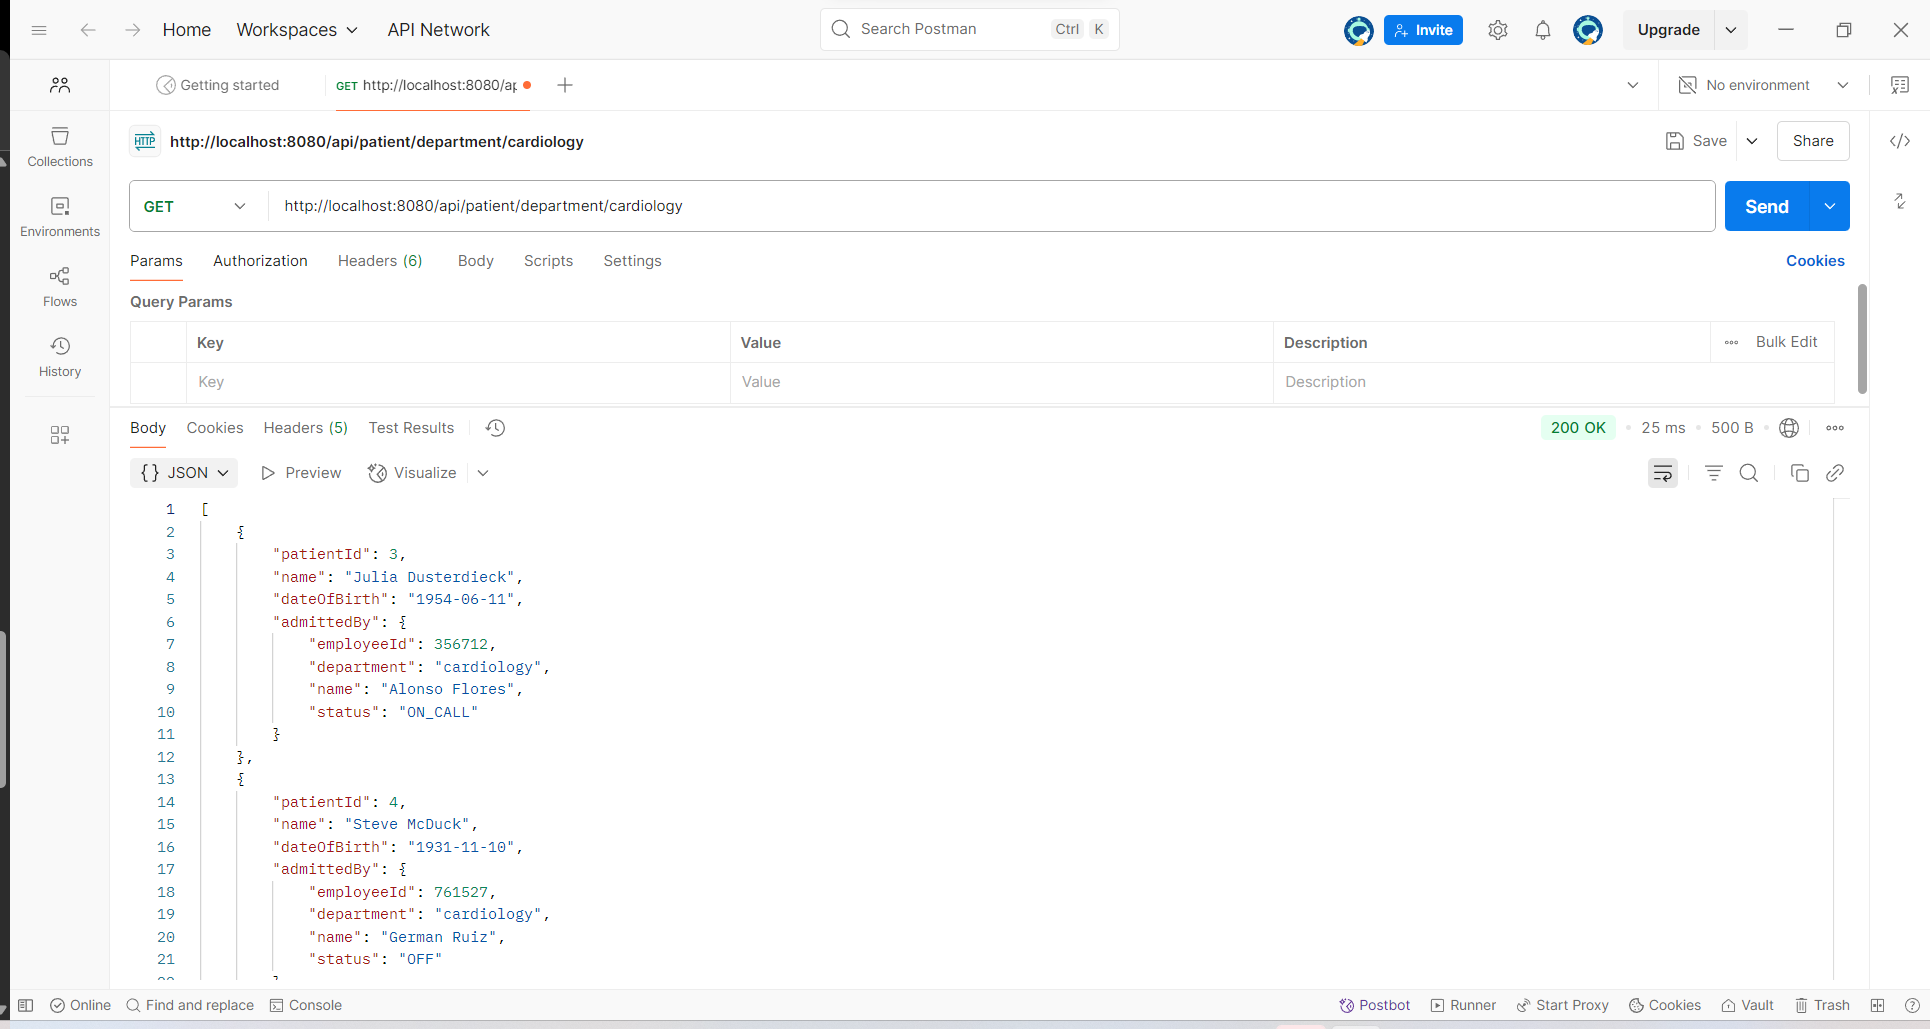 Home Workspaces API Network Search Postman Ctrl K Invite Upgrade
Getting started GET http://localhost:8080/ap No environment
HTTP http://localhost:8080/api/patient/department/cardiology Save Share
Collections
Environments
Flows
History
GET http://localhost:8080/api/patient/department/cardiology Send
Params Authorization Headers (6) Body Scripts Settings Cookies
Query Params
Key Value Description Bulk Edit
Key Value Description
Body Cookies Headers (5) Test Results 200 OK • 25 ms • 500 B •
{} JSON Preview Visualize
1 [
2 {
3 "patientId": 3,
4 "name": "Julia Dusterdieck",
5 "dateOfBirth": "1954-06-11",
6 "admittedBy": {
7 "employeeId": 356712,
8 "department": "cardiology",
9 "name": "Alonso Flores",
10 "status": "ON_CALL"
11 }
12 },
13 {
14 "patientId": 4,
15 "name": "Steve McDuck",
16 "dateOfBirth": "1931-11-10",
17 "admittedBy": {
18 "employeeId": 761527,
19 "department": "cardiology",
20 "name": "German Ruiz",
21 "status": "OFF"
Online Find and replace Console Postbot Runner Start Proxy Cookies Vault Trash